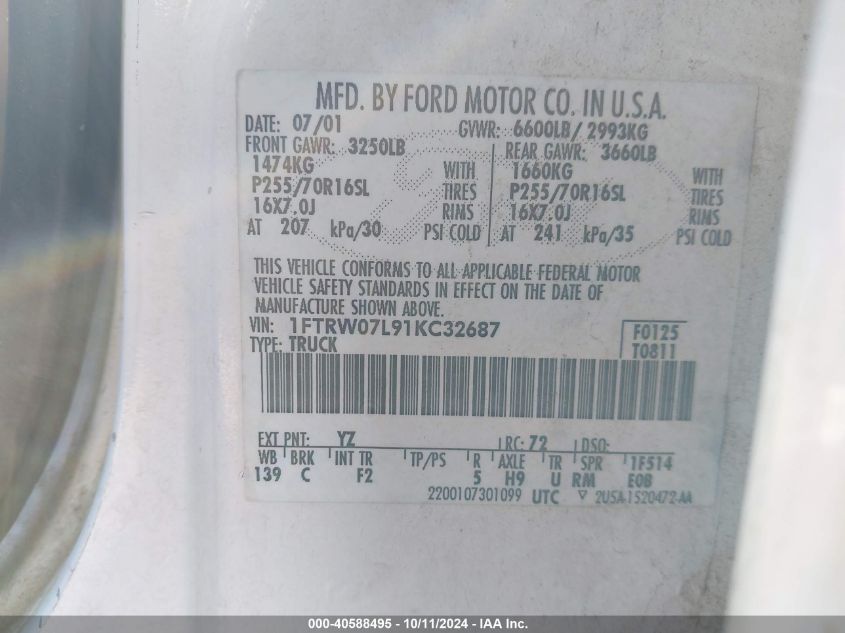 MFD. BY FORD MOTOR CO. IN U.S.A.
DATE: 07/01 GVWR: 6600LB/ 2993KG
FRONT GAWR: 3250LB REAR GAWR: 3660LB
1474KG WITH 1660KG WITH
P255/70R16SL TIRES P255/70R16SL TIRES
16X7.0J RIMS 16X7.0J RIMS
AT 207 kPa/30 PSI COLD AT 241 kPa/35 PSI COLD
THIS VEHICLE CONFORMS TO ALL APPLICABLE FEDERAL MOTOR
VEHICLE SAFETY STANDARDS IN EFFECT ON THE DATE OF
MANUFACTURE SHOWN ABOVE.
VIN: 1FTRW07L91KC32687 F0125
TYPE: TRUCK T0811
EXT PNT: YZ RC: 72 DSO:
WB BRK INT TR TP/PS R AXLE TR SPR 1F514
139 C F2 5 H9 U RM EOB
2200107301099 UTC 2USA-1520472-AA
000-40588495 - 10/11/2024 - IAA Inc.